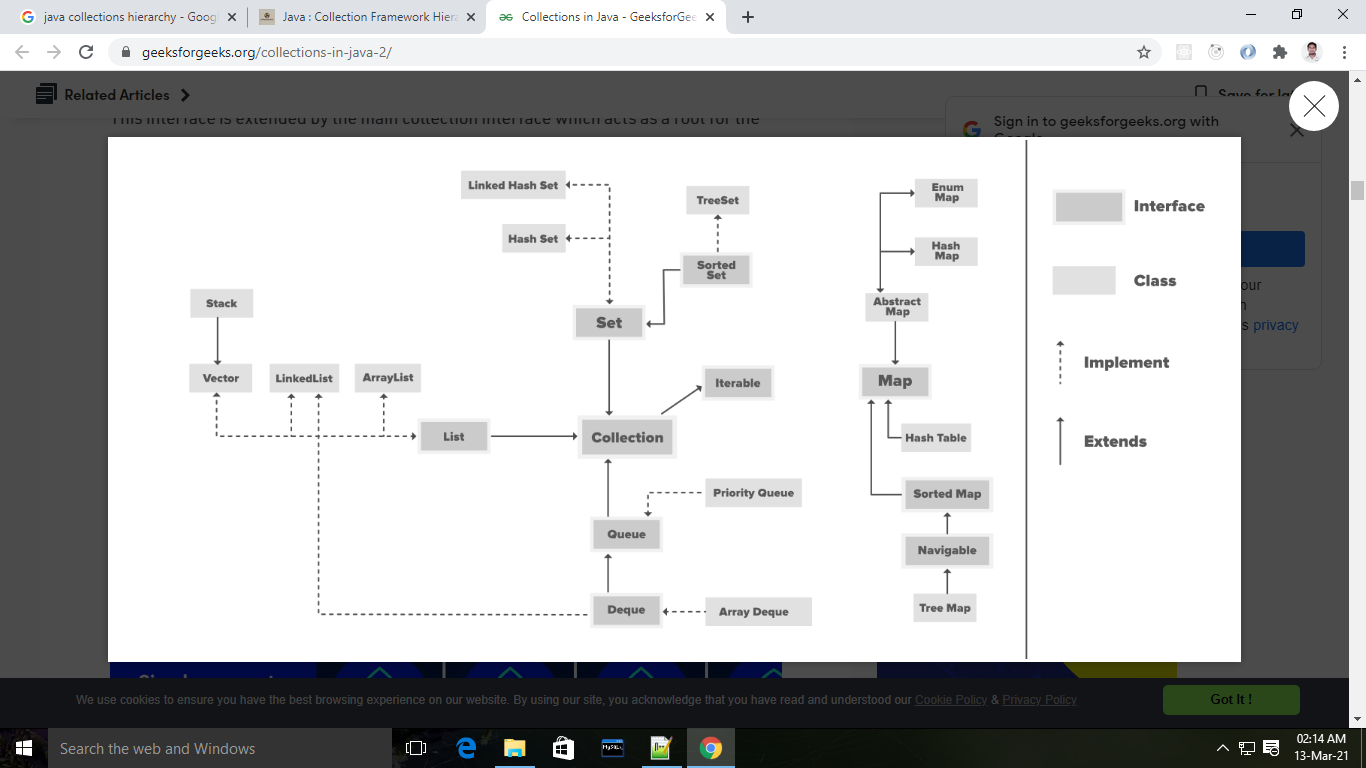 java collections hierarchy - Goog
Java : Collection Framework Hiera
Collections in Java - GeeksforGee
geeksforgeeks.org/collections-in-java-2/
Related Articles
Save for la
This interface is extended by the main collection interface which acts as a root for the
Sign in to geeksforgeeks.org with
Google
Linked Hash Set
TreeSet
Enum
Map
Hash Set
Hash
Map
Sorted
Set
Stack
Abstract
Map
Set
Vector
LinkedList
ArrayList
Iterable
Map
List
Collection
Hash Table
Priority Queue
Sorted Map
Queue
Navigable
Deque
Array Deque
Tree Map
Interface
Class
Implement
Extends
our
s privacy
We use cookies to ensure you have the best browsing experience on our website. By using our site, you acknowledge that you have read and understood our Cookie Policy & Privacy Policy
Got It !
Search the web and Windows
MySQL
02:14 AM
13-Mar-21